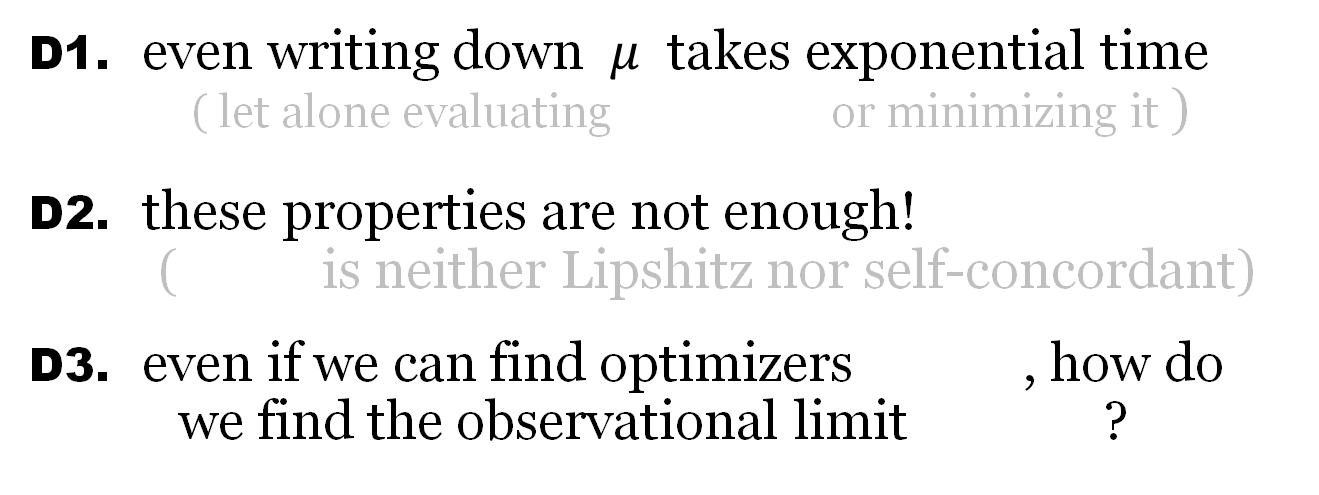 D1. even writing down μ takes exponential time
( let alone evaluating or minimizing it )
D2. these properties are not enough!
( is neither Lipshitz nor self-concordant)
D3. even if we can find optimizers , how do
we find the observational limit ?